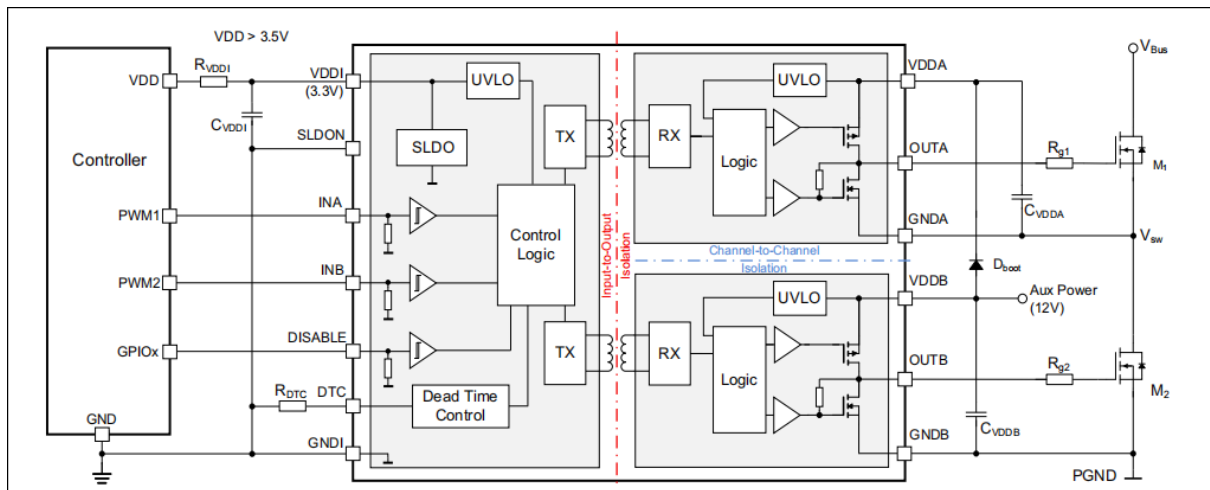 VDD > 3.5V
Controller
VDD
PWM1
PWM2
GPIOx
GND
RVDDI
CVDDI
RDTC
VDDI
(3.3V)
SLDON
INA
INB
DISABLE
DTC
GNDI
UVLO
SLDO
TX
Control
Logic
TX
Dead Time
Control
Input-to-Output
Isolation
Channel-to-Channel
Isolation
UVLO
RX
Logic
UVLO
RX
Logic
VDDA
OUTA
GNDA
VDDB
OUTB
GNDB
VBus
Rg1
M1
CVDDA
Vsw
Dboot
Aux Power
(12V)
Rg2
M2
CVDDB
PGND